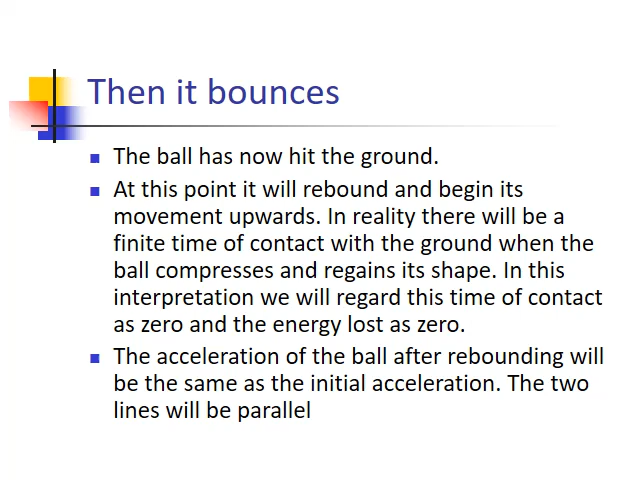 Then it bounces
The ball has now hit the ground.
At this point it will rebound and begin its
movement upwards. In reality there will be a
finite time of contact with the ground when the
ball compresses and regains its shape. In this
interpretation we will regard this time of contact
as zero and the energy lost as zero.
The acceleration of the ball after rebounding will
be the same as the initial acceleration. The two
lines will be parallel